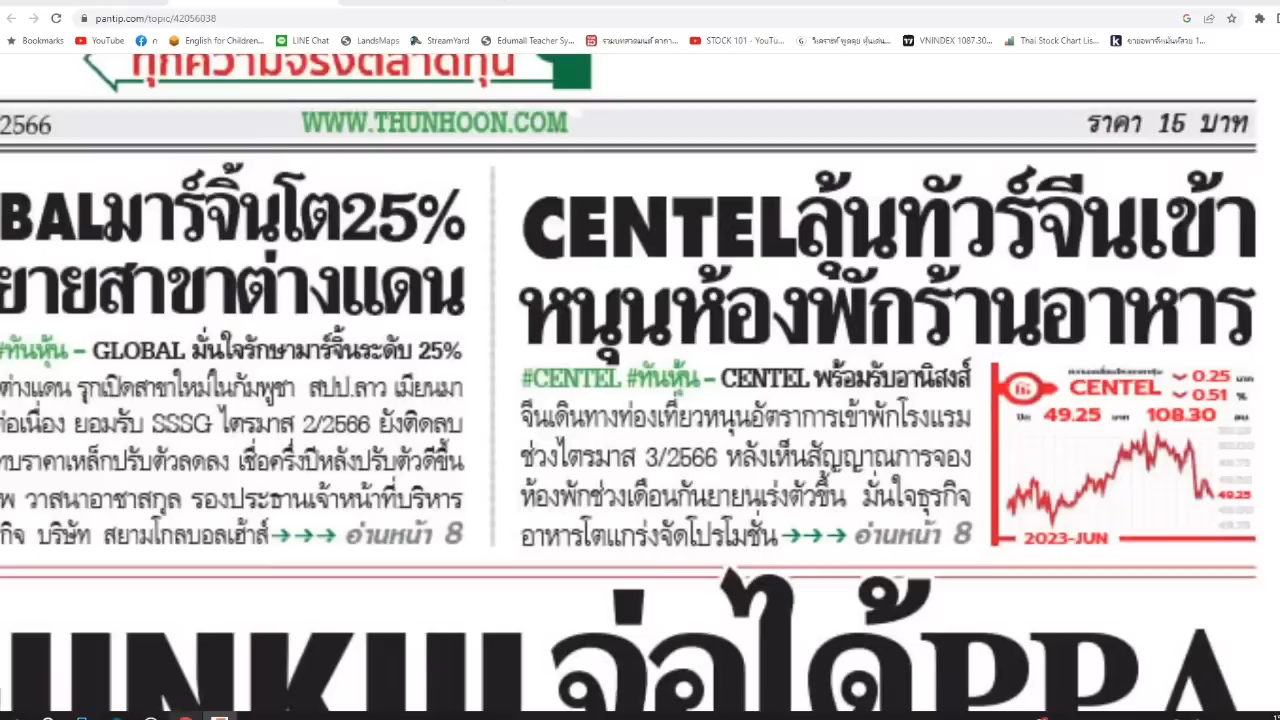 pantip.com/topic/42056038
Bookmarks YouTube n English for Children... LINE Chat LandsMaps StreamYard Edumall Teacher Sy... STOCK 101 - YouTu... VNINDEX 1087.30... Thai Stock Chart Lis...
ทุกความจริงตลาดทุน
2566 WWW.THUNHOON.COM ราคา 15 บาท
BALมาร์จิ้นโต25%
ยายสาขาต่างแดน
#ทันหุ้น – GLOBAL มั่นใจรักษามาร์จิ้นระดับ 25%
ต่างแดน รุกเปิดสาขาใหม่ในกัมพูชา สปป.ลาว เมียนมา
ต่อเนื่อง ยอมรับ SSSG ไตรมาส 2/2566 ยังติดลบ
ราคาเหล็กปรับตัวลดลง เชื่อครึ่งปีหลังปรับตัวดีขึ้น
วาสนาอาชาสกุล รองประธานเจ้าหน้าที่บริหาร
กิจ บริษัท สยามโกลบอลเฮ้าส์→→→ อ่านหน้า 8
CENTELลุ้นทัวร์จีนเข้า
หนุนห้องพักร้านอาหาร
#CENTEL #ทันหุ้น – CENTEL พร้อมรับอานิสงส์
จีนเดินทางท่องเที่ยวหนุนอัตราการเข้าพักโรงแรม
ช่วงไตรมาส 3/2566 หลังเห็นสัญญาณการจอง
ห้องพักช่วงเดือนกันยายนเร่งตัวขึ้น มั่นใจธุรกิจ
อาหารโตแกร่งจัดโปรโมชั่น→→→ อ่านหน้า 8
CENTEL 0.25 บาท
0.51 %
ปิด 49.25 บาท 108.30 ลบ.
49.25
2023-JUN
UNKUL จ่อได้PPA